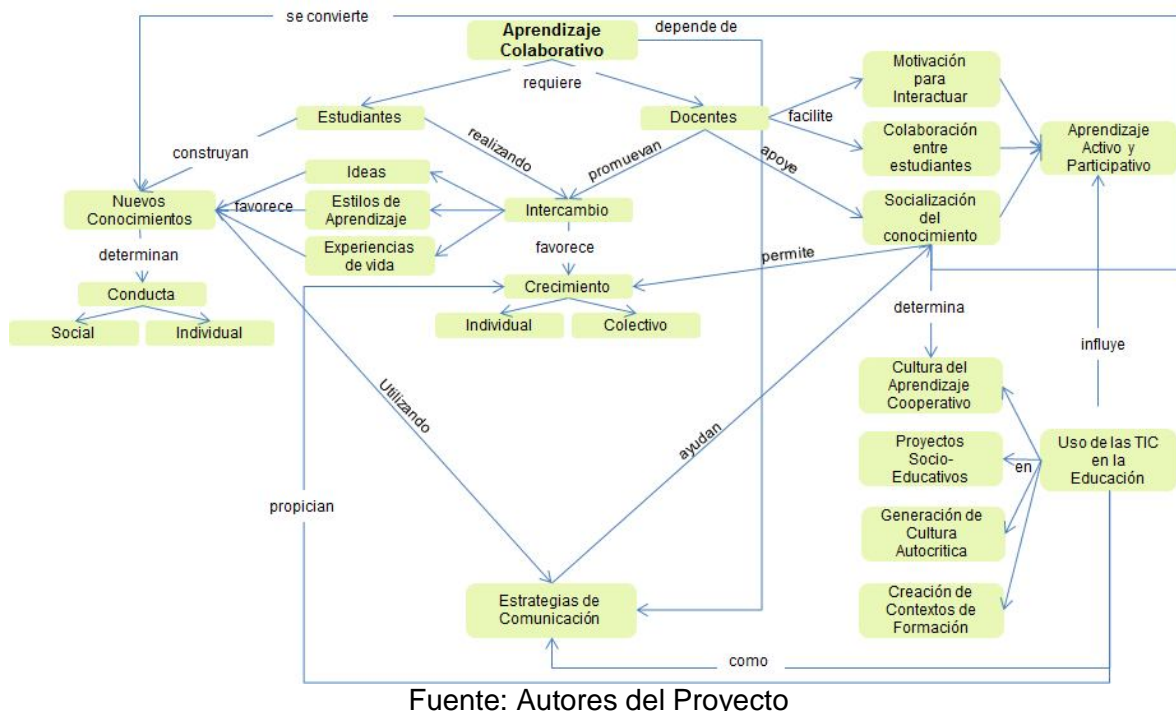 se convierte
Aprendizaje
Colaborativo
depende de
requiere
Motivación
para
Interactuar
Estudiantes
Docentes
facilite
Colaboración
entre
estudiantes
Aprendizaje
Activo y
Participativo
construyan
realizando
promuevan
apoye
Ideas
Nuevos
Conocimientos
favorece
Estilos de
Aprendizaje
Intercambio
Socialización
del
conocimiento
Experiencias
de vida
favorece
determinan
permite
Conducta
Crecimiento
Social
Individual
Individual
Colectivo
determina
influye
Cultura del
Aprendizaje
Cooperativo
Utilizando
ayudan
Proyectos
Socio-
Educativos
en
Uso de las TIC
en la
Educación
propician
Generación de
Cultura
Autocritica
Estrategias de
Comunicación
Creación de
Contextos de
Formación
como
Fuente: Autores del Proyecto